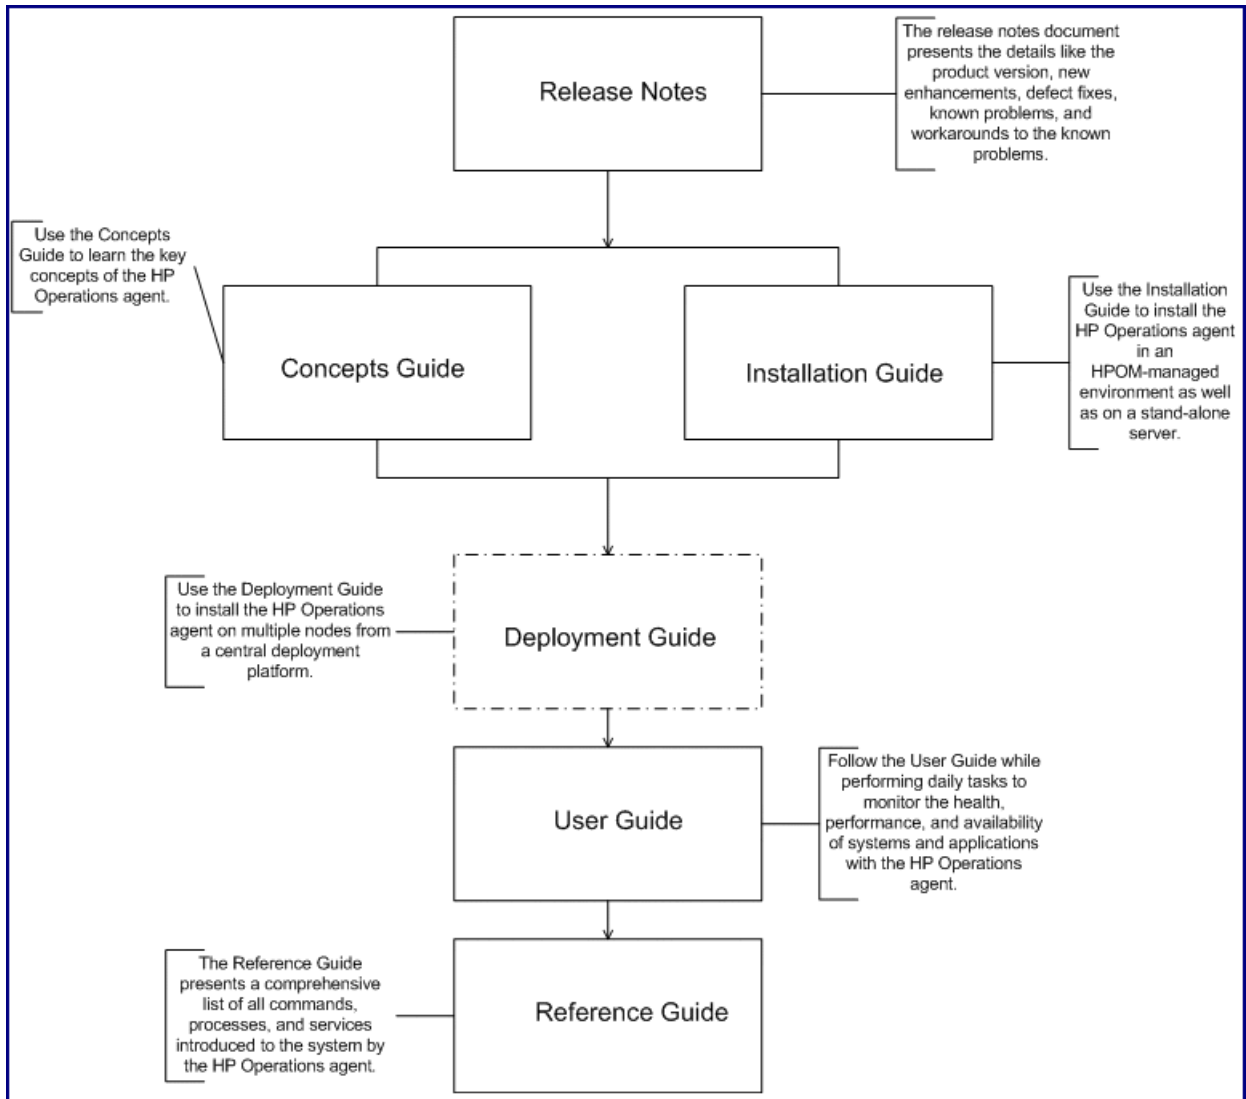 Release Notes
The release notes document
presents the details like the
product version, new
enhancements, defect fixes,
known problems, and
workarounds to the known
problems.
Use the Concepts
Guide to learn the key
concepts of the HP
Operations agent.
Concepts Guide
Installation Guide
Use the Installation
Guide to install the
HP Operations agent
in an
HPOM-managed
environment as well
as on a stand-alone
server.
Use the Deployment Guide
to install the HP Operations
agent on multiple nodes from
a central deployment
platform.
Deployment Guide
User Guide
Follow the User Guide while
performing daily tasks to
monitor the health,
performance, and availability
of systems and applications
with the HP Operations
agent.
The Reference Guide
presents a comprehensive
list of all commands,
processes, and services
introduced to the system by
the HP Operations agent.
Reference Guide